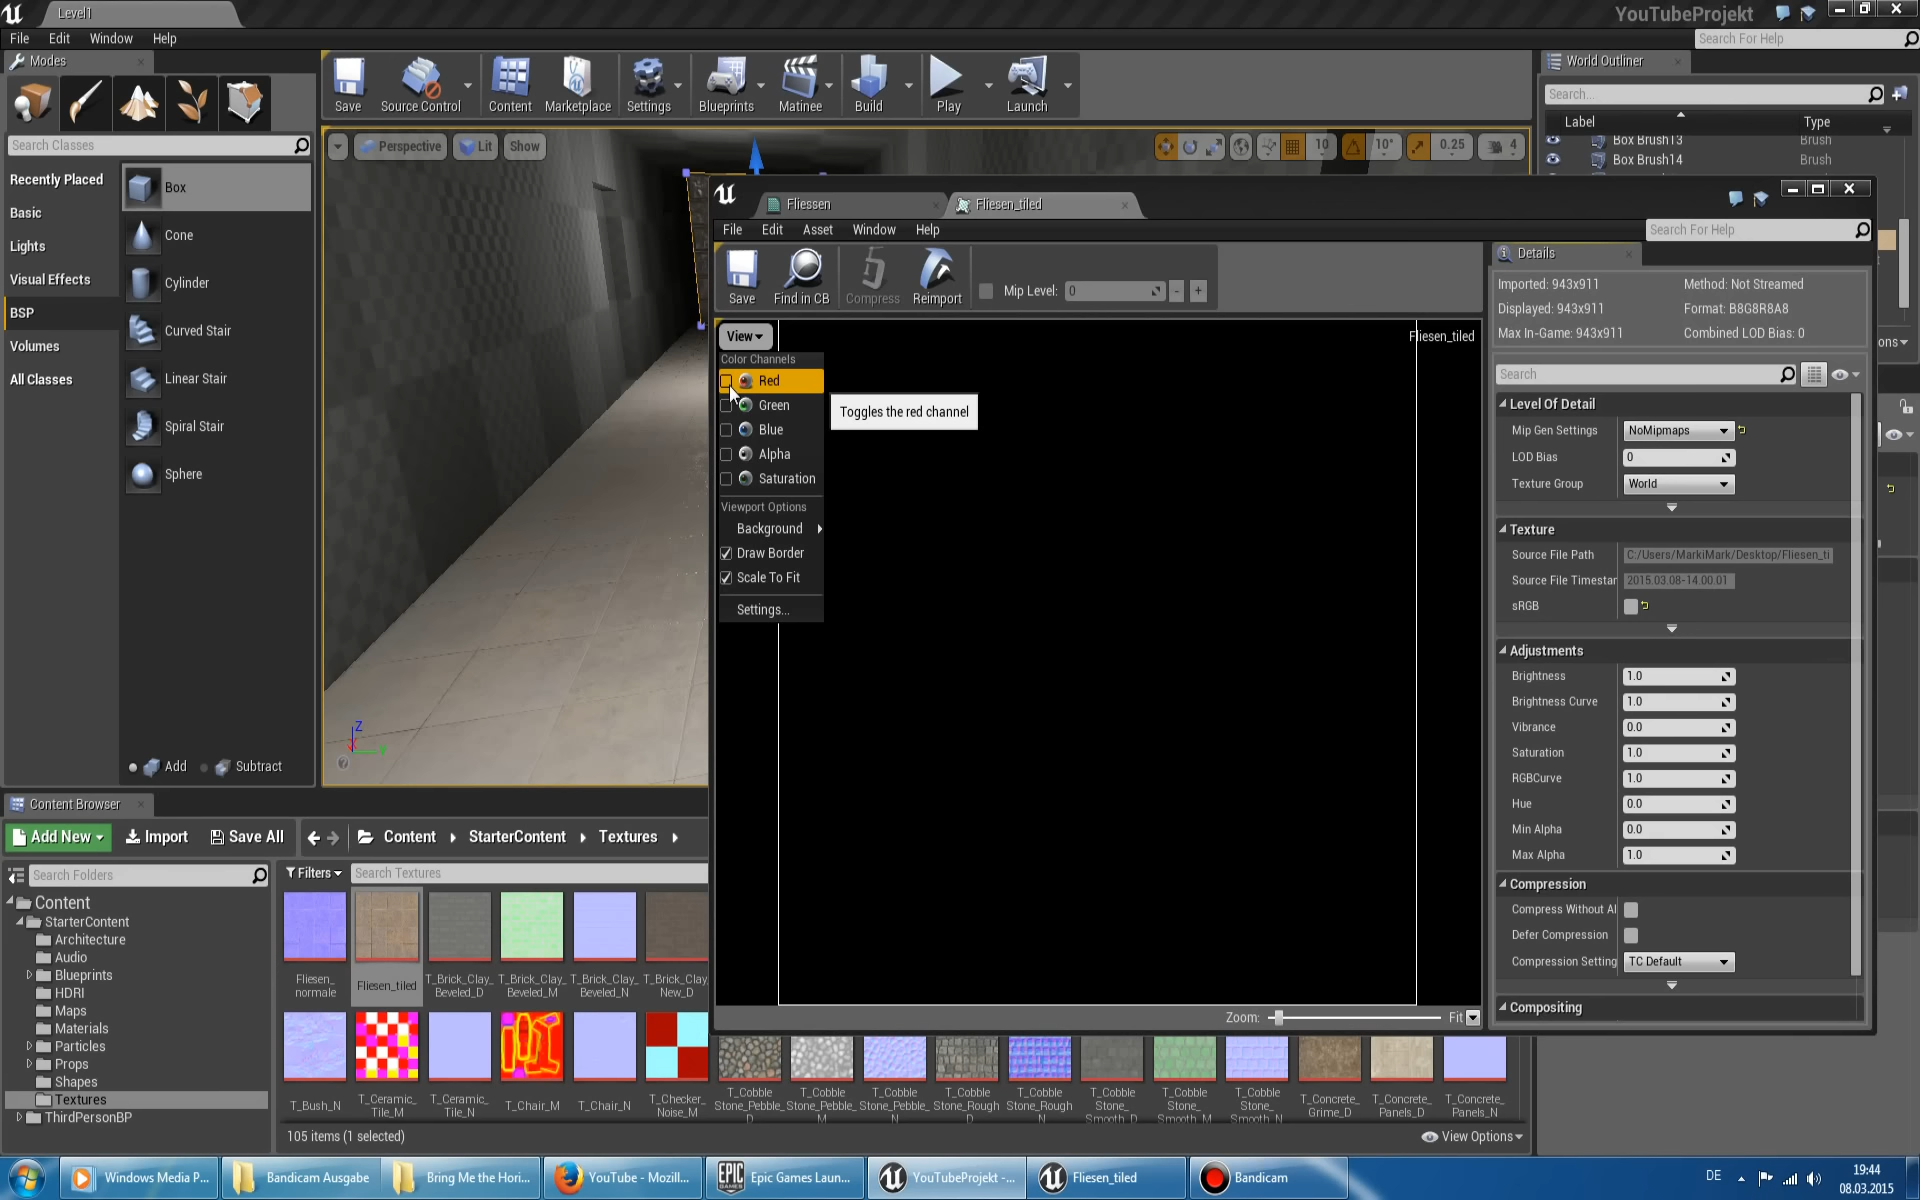 Level1
YouTubeProjekt
File Edit Window Help
Search For Help
Modes
Search Classes
Recently Placed
Basic
Lights
Visual Effects
BSP
Volumes
All Classes
Box
Cone
Cylinder
Curved Stair
Linear Stair
Spiral Stair
Sphere
Add
Subtract
Save
Source Control
Content
Marketplace
Settings
Blueprints
Matinee
Build
Play
Launch
Perspective
Lit
Show
10
10°
0.25
4
Z
World Outliner
Search...
Label
Type
Box Brush13 Brush
Box Brush14 Brush
Fliessen
Fliesen_tiled
File Edit Asset Window Help
Search For Help
Save
Find in CB
Compress
Reimport
Mip Level: 0
- +
View
Fliesen_tiled
Color Channels
Red
Green
Blue
Alpha
Saturation
Viewport Options
Background
Draw Border
Scale To Fit
Settings...
Toggles the red channel
Zoom:
Fit
Details
Imported: 943x911 Method: Not Streamed
Displayed: 943x911 Format: B8G8R8A8
Max In-Game: 943x911 Combined LOD Bias: 0
Search
Level Of Detail
Mip Gen Settings NoMipmaps
LOD Bias 0
Texture Group World
Texture
Source File Path C:/Users/MarkiMark/Desktop/Fliesen_ti
Source File Timestar 2015.03.08-14.00.01
sRGB
Adjustments
Brightness 1.0
Brightness Curve 1.0
Vibrance 0.0
Saturation 1.0
RGBCurve 1.0
Hue 0.0
Min Alpha 0.0
Max Alpha 1.0
Compression
Compress Without Al
Defer Compression
Compression Setting TC Default
Compositing
ons
Content Browser
Add New
Import
Save All
Content
StarterContent
Textures
Search Folders
Filters
Search Textures
Content
StarterContent
Architecture
Audio
Blueprints
HDRI
Maps
Materials
Particles
Props
Shapes
Textures
ThirdPersonBP
Fliesen_
normale
Fliesen_tiled
T_Brick_Clay_
Beveled_D
T_Brick_Clay_
Beveled_M
T_Brick_Clay_
Beveled_N
T_Brick_Clay_
New_D
T_Bush_N
T_Ceramic_
Tile_M
T_Ceramic_
Tile_N
T_Chair_M
T_Chair_N
T_Checker_
Noise_M
T_Cobble
Stone_Pebble_
D
T_Cobble
Stone_Pebble_
M
T_Cobble
Stone_Pebble_
N
T_Cobble
Stone_Rough
D
T_Cobble
Stone_Rough
N
T_Cobble
Stone_
Smooth_D
T_Cobble
Stone_
Smooth_M
T_Cobble
Stone_
Smooth_N
T_Concrete_
Grime_D
T_Concrete_
Panels_D
T_Concrete_
Panels_N
105 items (1 selected)
View Options
Windows Media P...
Bandicam Ausgabe
Bring Me the Hori...
YouTube - Mozill...
EPIC
GAMES
Epic Games Laun...
YouTubeProjekt -...
Fliesen_tiled
Bandicam
DE
19:44
08.03.2015